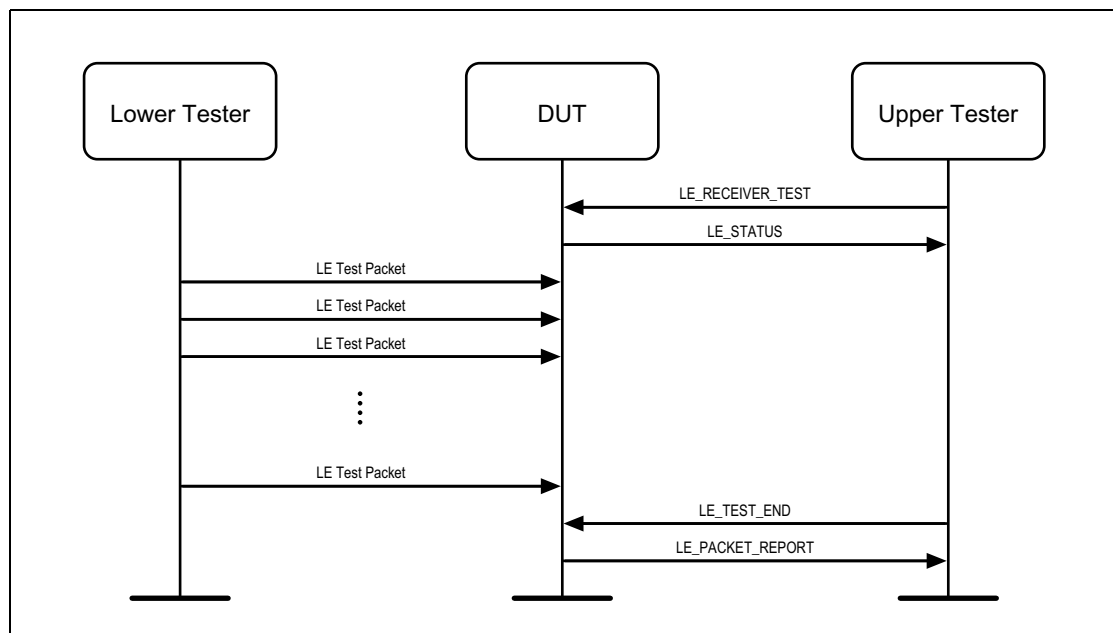 Lower Tester
DUT
Upper Tester
LE_RECEIVER_TEST
LE_STATUS
LE Test Packet
LE Test Packet
LE Test Packet
LE Test Packet
LE_TEST_END
LE_PACKET_REPORT